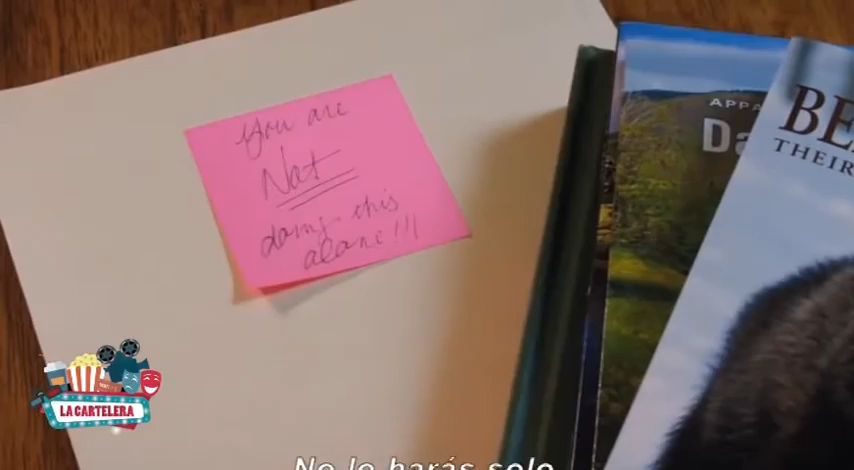 You are
Not
doing this
alone!!!
APPA
Da
BE
THEIR
LA CARTELERA
No lo harás solo